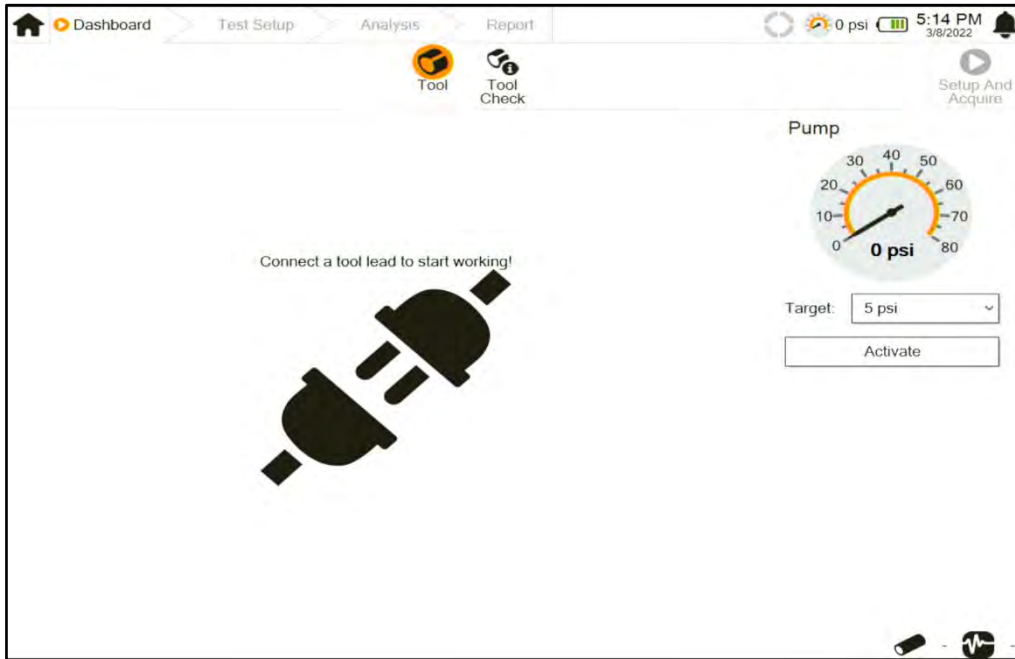 Dashboard
Test Setup
Analysis
Report
0 psi
5:14 PM
3/8/2022
Tool
Tool
Check
Setup And
Acquire
Pump
0
10
20
30
40
50
60
70
80
0 psi
Connect a tool lead to start working!
Target:
5 psi
Activate
-
-